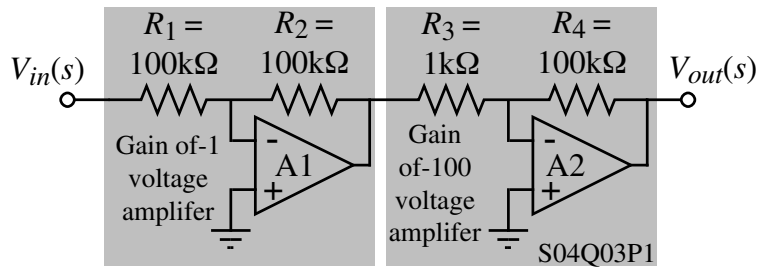 R1 = 100kΩ
R2 = 100kΩ
R3 = 1kΩ
R4 = 100kΩ
Vin(s)
Vout(s)
Gain of-1
voltage
amplifer
-
+
A1
Gain
of-100
voltage
amplifer
-
+
A2
S04Q03P1